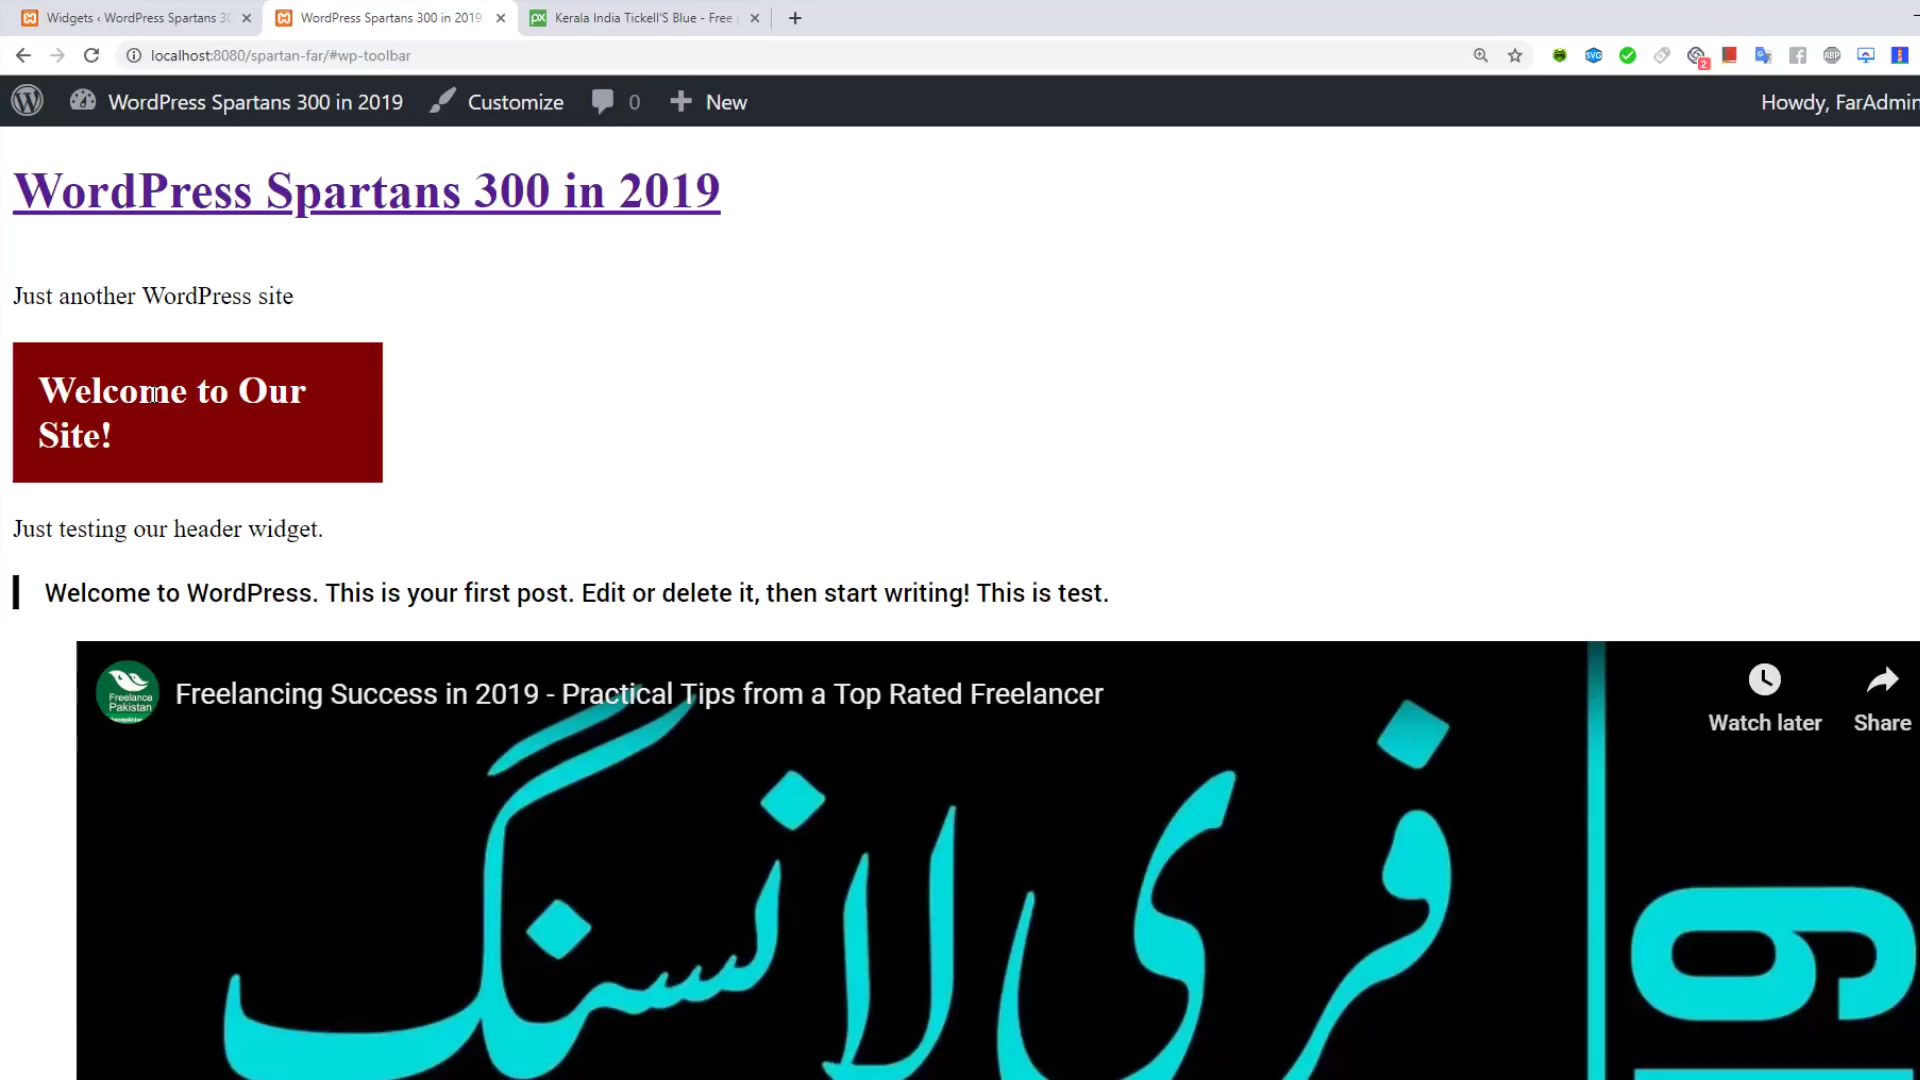 Widgets ‹ WordPress Spartans 30
WordPress Spartans 300 in 2019
Kerala India Tickell'S Blue - Free
localhost:8080/spartan-far/#wp-toolbar
SVG
2
ABP
WordPress Spartans 300 in 2019
Customize
0
New
Howdy, FarAdmin
WordPress Spartans 300 in 2019
Just another WordPress site
Welcome to Our
Site!
Just testing our header widget.
Welcome to WordPress. This is your first post. Edit or delete it, then start writing! This is test.
Freelance
Pakistan
Freelancing Success in 2019 - Practical Tips from a Top Rated Freelancer
Watch later
Share
فری لانسنگ